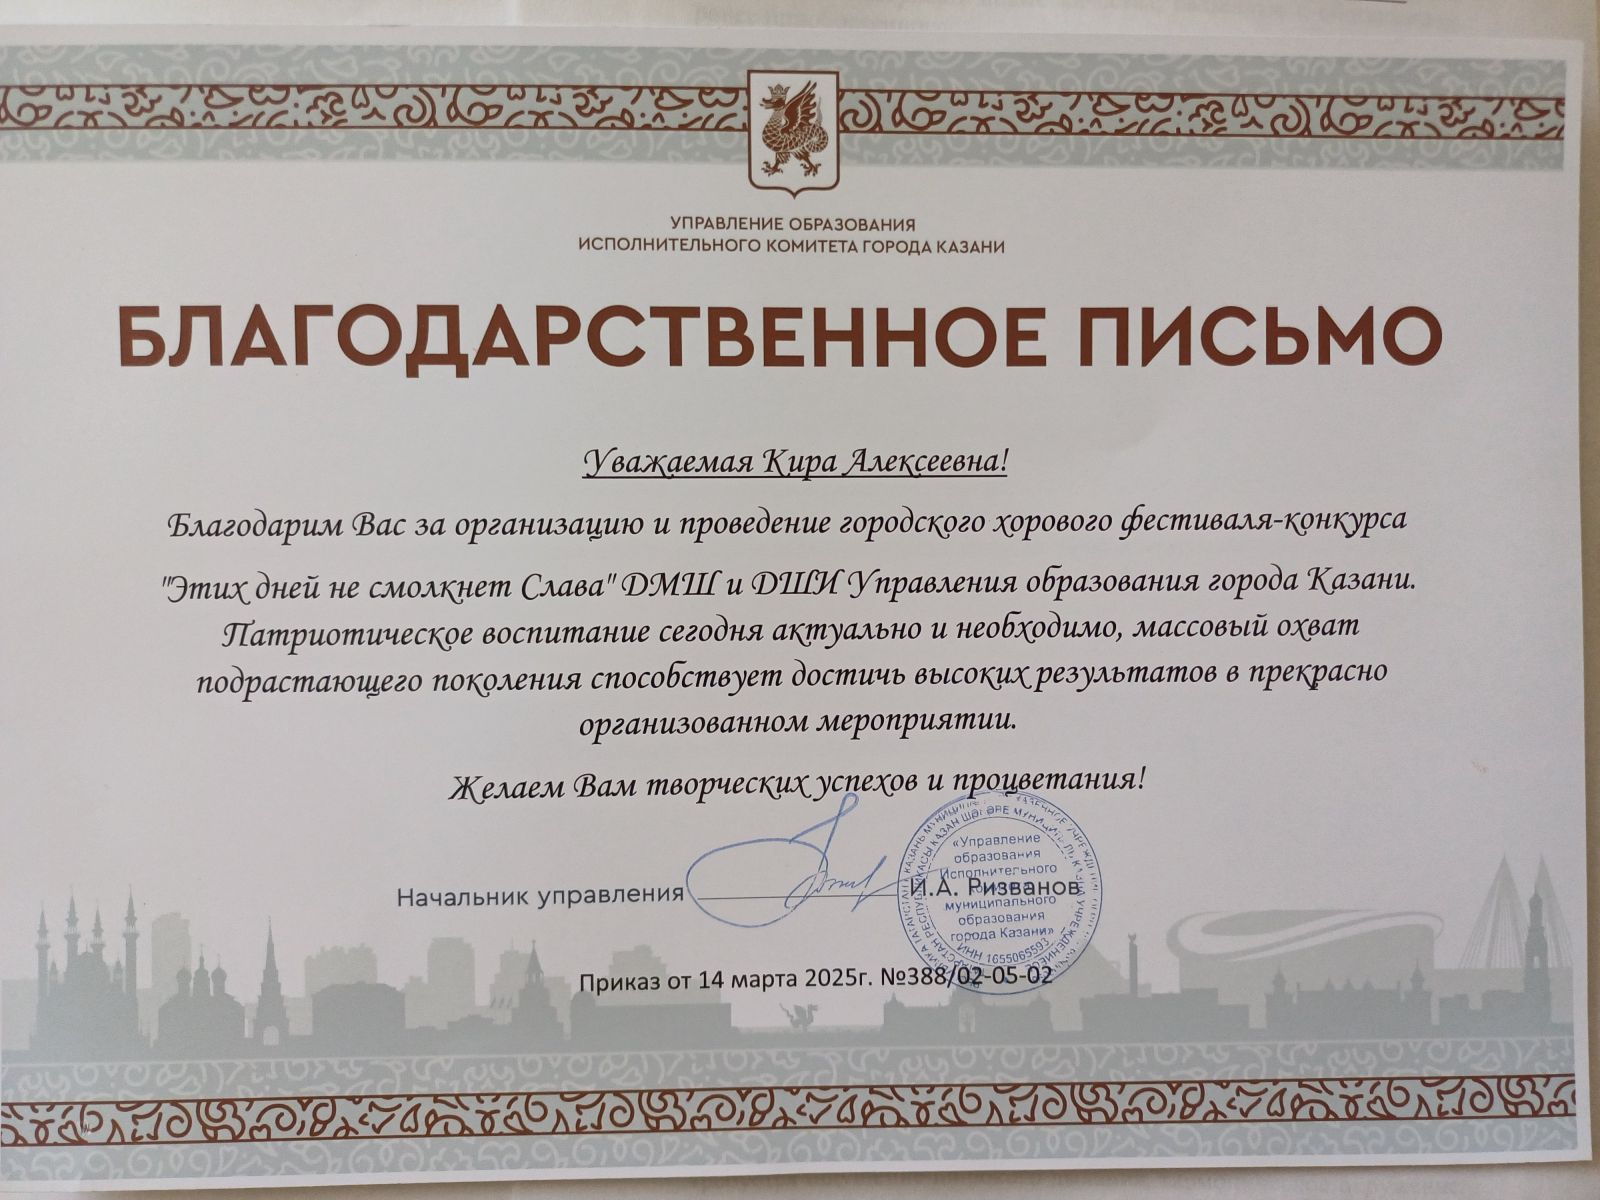 УПРАВЛЕНИЕ ОБРАЗОВАНИЯ
ИСПОЛНИТЕЛЬНОГО КОМИТЕТА ГОРОДА КАЗАНИ
БЛАГОДАРСТВЕННОЕ ПИСЬМО
Уважаемая Кира Алексеевна!
Благодарим Вас за организацию и проведение городского хорового фестиваля-конкурса
"Этих дней не смолкнет Слава" ДМШ и ДШИ Управления образования города Казани.
Патриотическое воспитание сегодня актуально и необходимо, массовый охват
подрастающего поколения способствует достичь высоких результатов в прекрасно
организованном мероприятии.
Желаем Вам творческих успехов и процветания!
Начальник управления И.А. Ризванов
«Управление
образования
Исполнительного
муниципального
образования
города Казани»
ИНН 1655065593
Приказ от 14 марта 2025г. №388/02-05-02